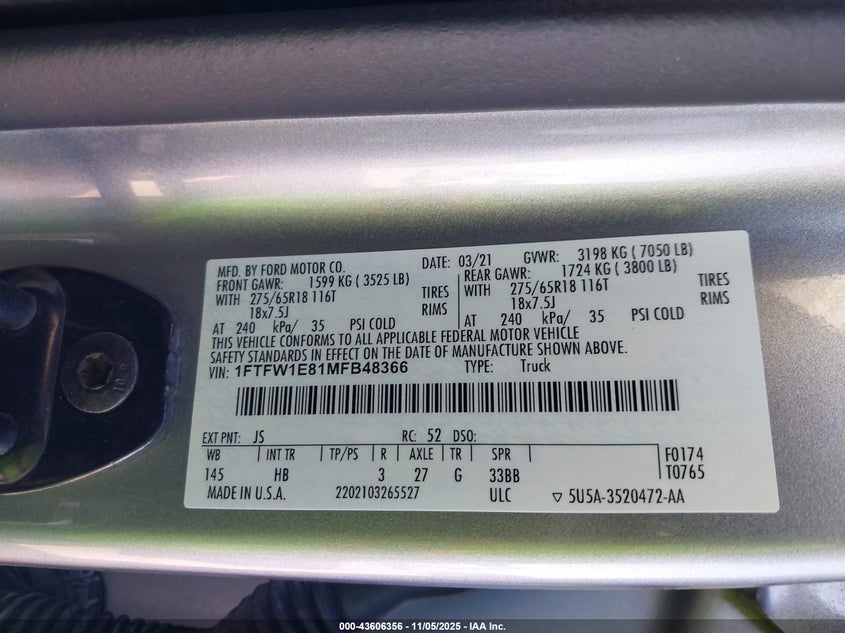 MFD. BY FORD MOTOR CO. DATE: 03/21 GVWR: 3198 KG ( 7050 LB)
FRONT GAWR: 1599 KG ( 3525 LB) REAR GAWR: 1724 KG ( 3800 LB)
WITH 275/65R18 116T TIRES WITH 275/65R18 116T TIRES
18x7.5J RIMS 18x7.5J RIMS
AT 240 kPa/ 35 PSI COLD AT 240 kPa/ 35 PSI COLD
THIS VEHICLE CONFORMS TO ALL APPLICABLE FEDERAL MOTOR VEHICLE
SAFETY STANDARDS IN EFFECT ON THE DATE OF MANUFACTURE SHOWN ABOVE.
VIN: 1FTFW1E81MFB48366 TYPE: Truck
EXT PNT: JS RC: 52 DSO:
WB INT TR TP/PS R AXLE TR SPR F0174
145 HB 3 27 G 33BB T0765
MADE IN U.S.A. 2202103265527 ULC ▽ 5U5A-3520472-AA
000-43606356 - 11/05/2025 - IAA Inc.